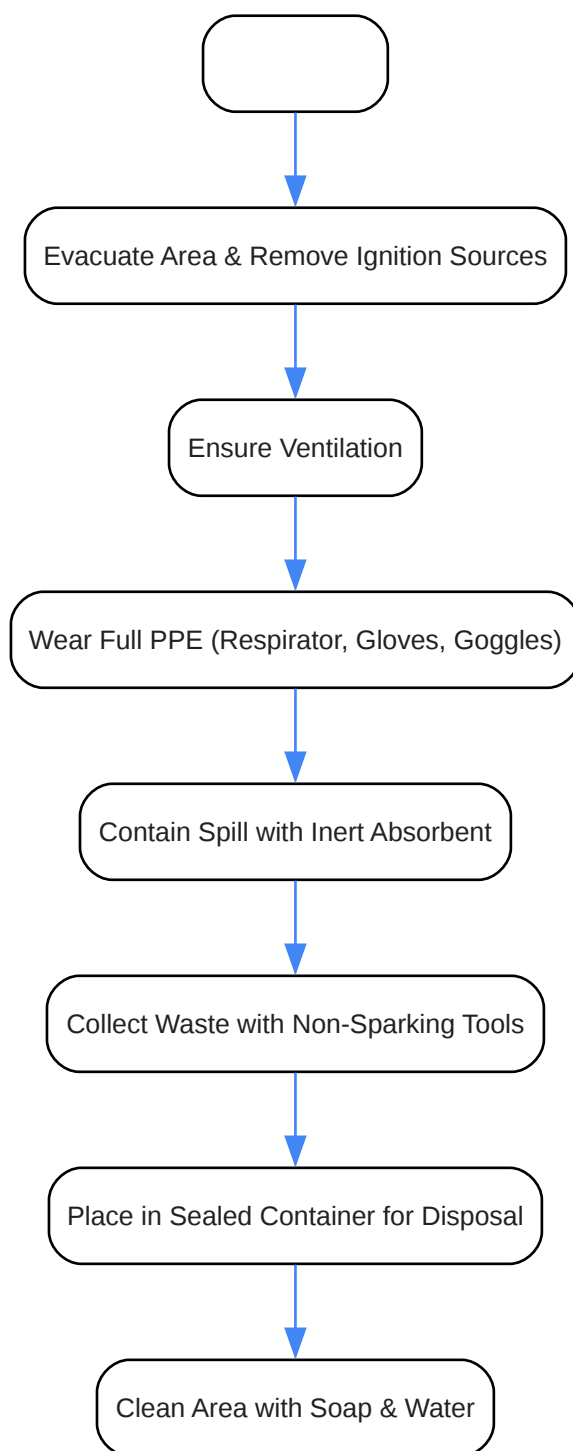 Evacuate Area & Remove Ignition Sources
Ensure Ventilation
Wear Full PPE (Respirator, Gloves, Goggles)
Contain Spill with Inert Absorbent
Collect Waste with Non-Sparking Tools
Place in Sealed Container for Disposal
Clean Area with Soap & Water